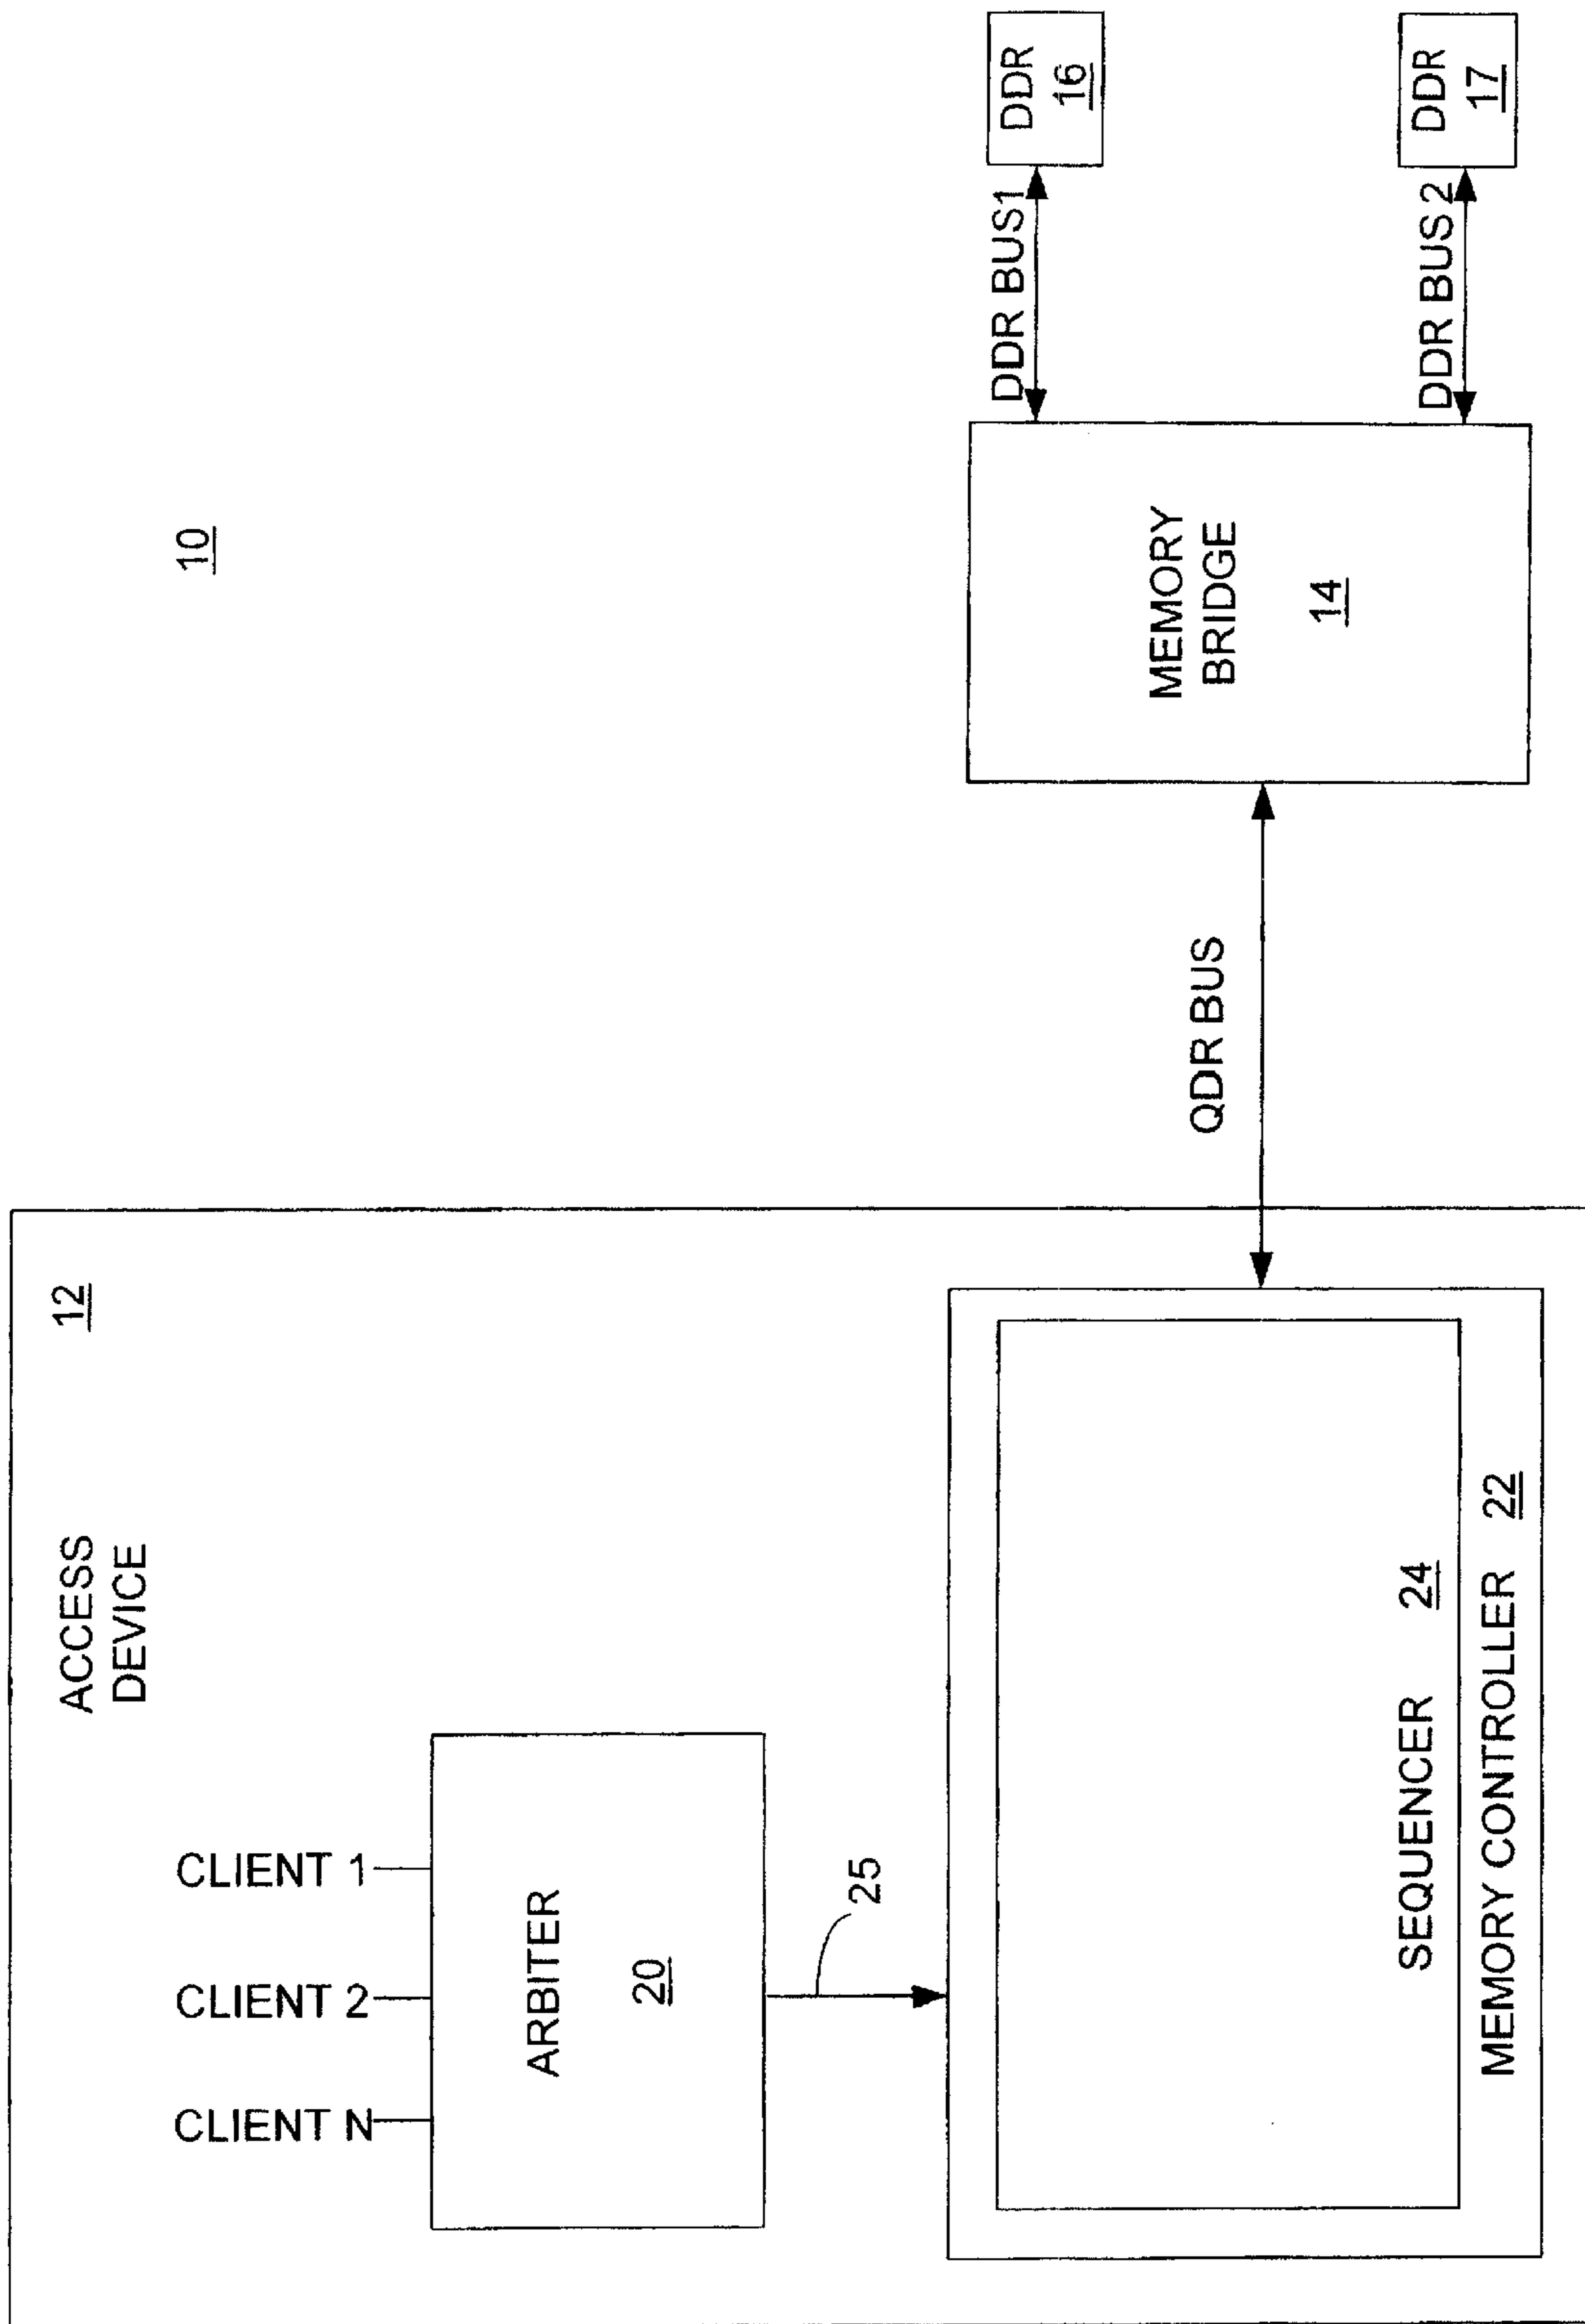 10
ACCESS
DEVICE
12
CLIENT N
CLIENT 2
CLIENT 1
ARBITER
20
25
SEQUENCER 24
MEMORY CONTROLLER 22
QDR BUS
MEMORY
BRIDGE
14
DDR BUS1
DDR
16
DDR BUS 2
DDR
17